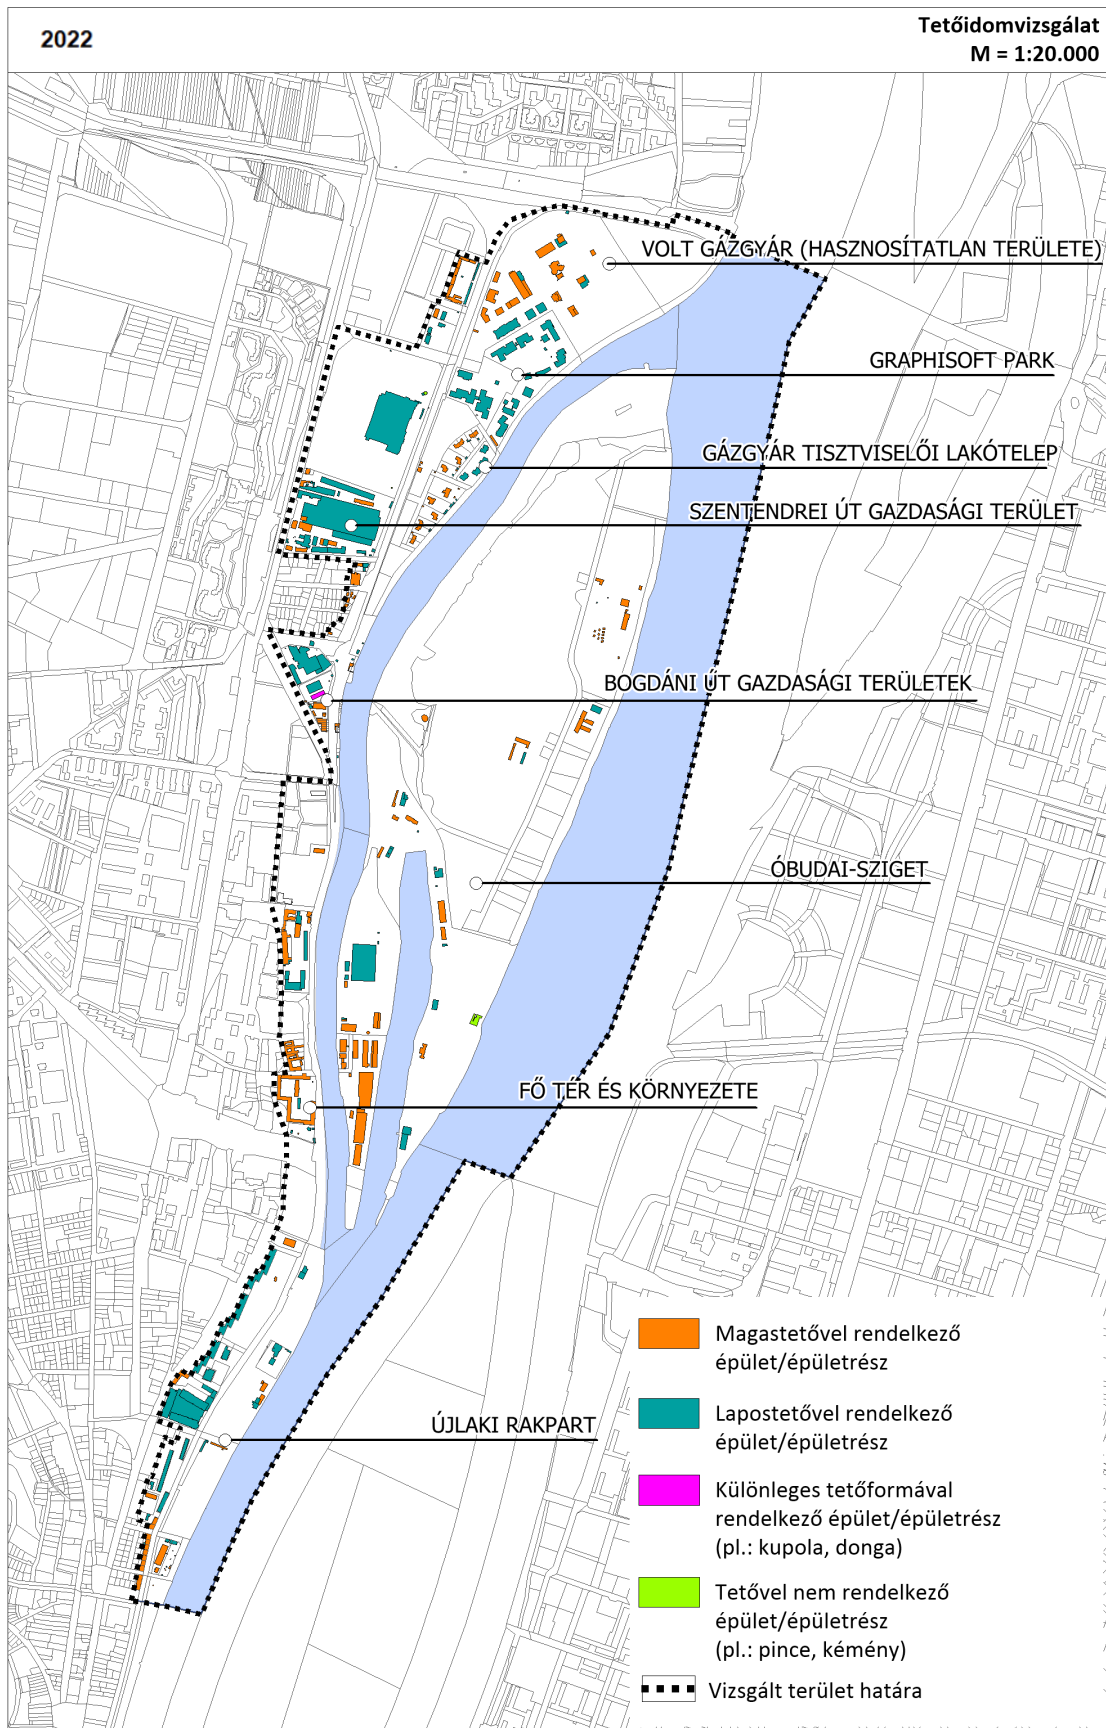 2022
Tetőidomvizsgálat
M = 1:20.000
VOLT GÁZGYÁR (HASZNOSÍTATLAN TERÜLETE)
GRAPHISOFT PARK
GÁZGYÁR TISZTVISELŐI LAKÓTELEP
SZENTENDREI ÚT GAZDASÁGI TERÜLET
BOGDÁNI ÚT GAZDASÁGI TERÜLETEK
ÓBUDAI-SZIGET
FŐ TÉR ÉS KÖRNYEZETE
ÚJLAKI RAKPART
Magastetővel rendelkező
épület/épületrész
Lapostetővel rendelkező
épület/épületrész
Különleges tetőformával
rendelkező épület/épületrész
(pl.: kupola, donga)
Tetővel nem rendelkező
épület/épületrész
(pl.: pince, kémény)
Vizsgált terület határa